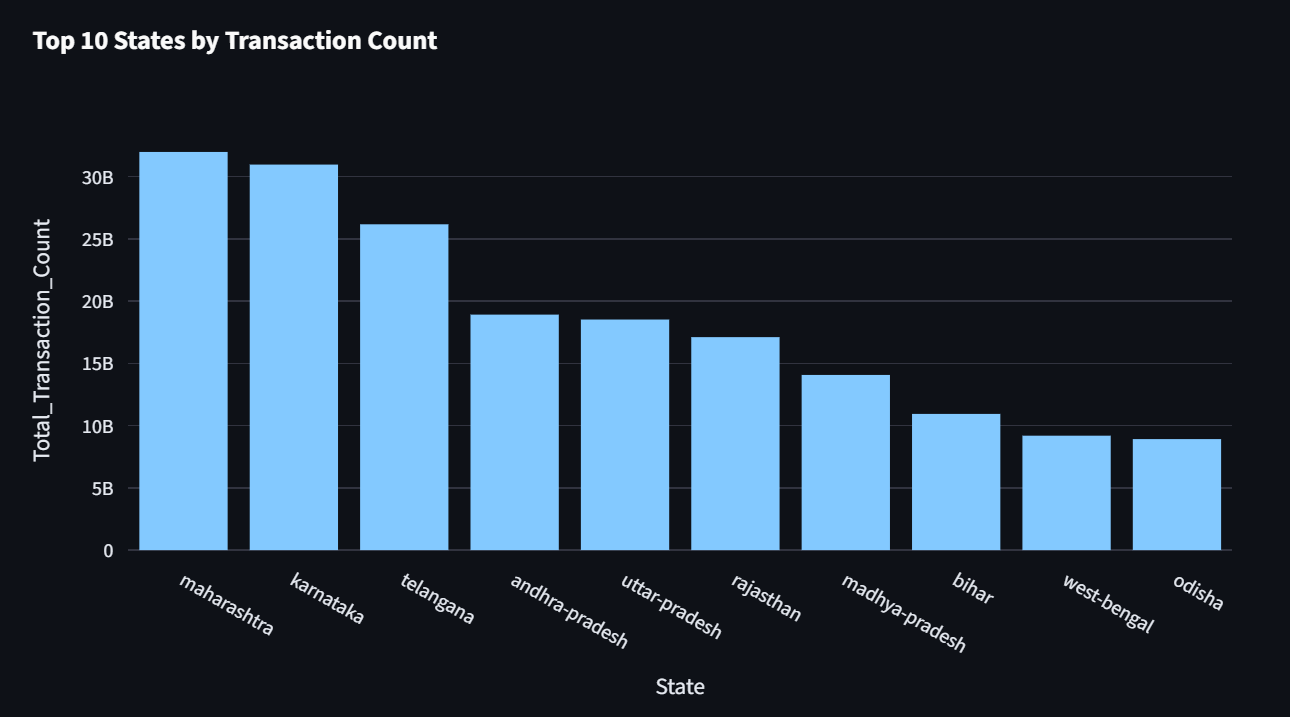 Top 10 States by Transaction Count
Total_Transaction_Count
30B
25B
20B
15B
10B
5B
0
maharashtra
karnataka
telangana
andhra-pradesh
uttar-pradesh
rajasthan
madhya-pradesh
bihar
west-bengal
odisha
State